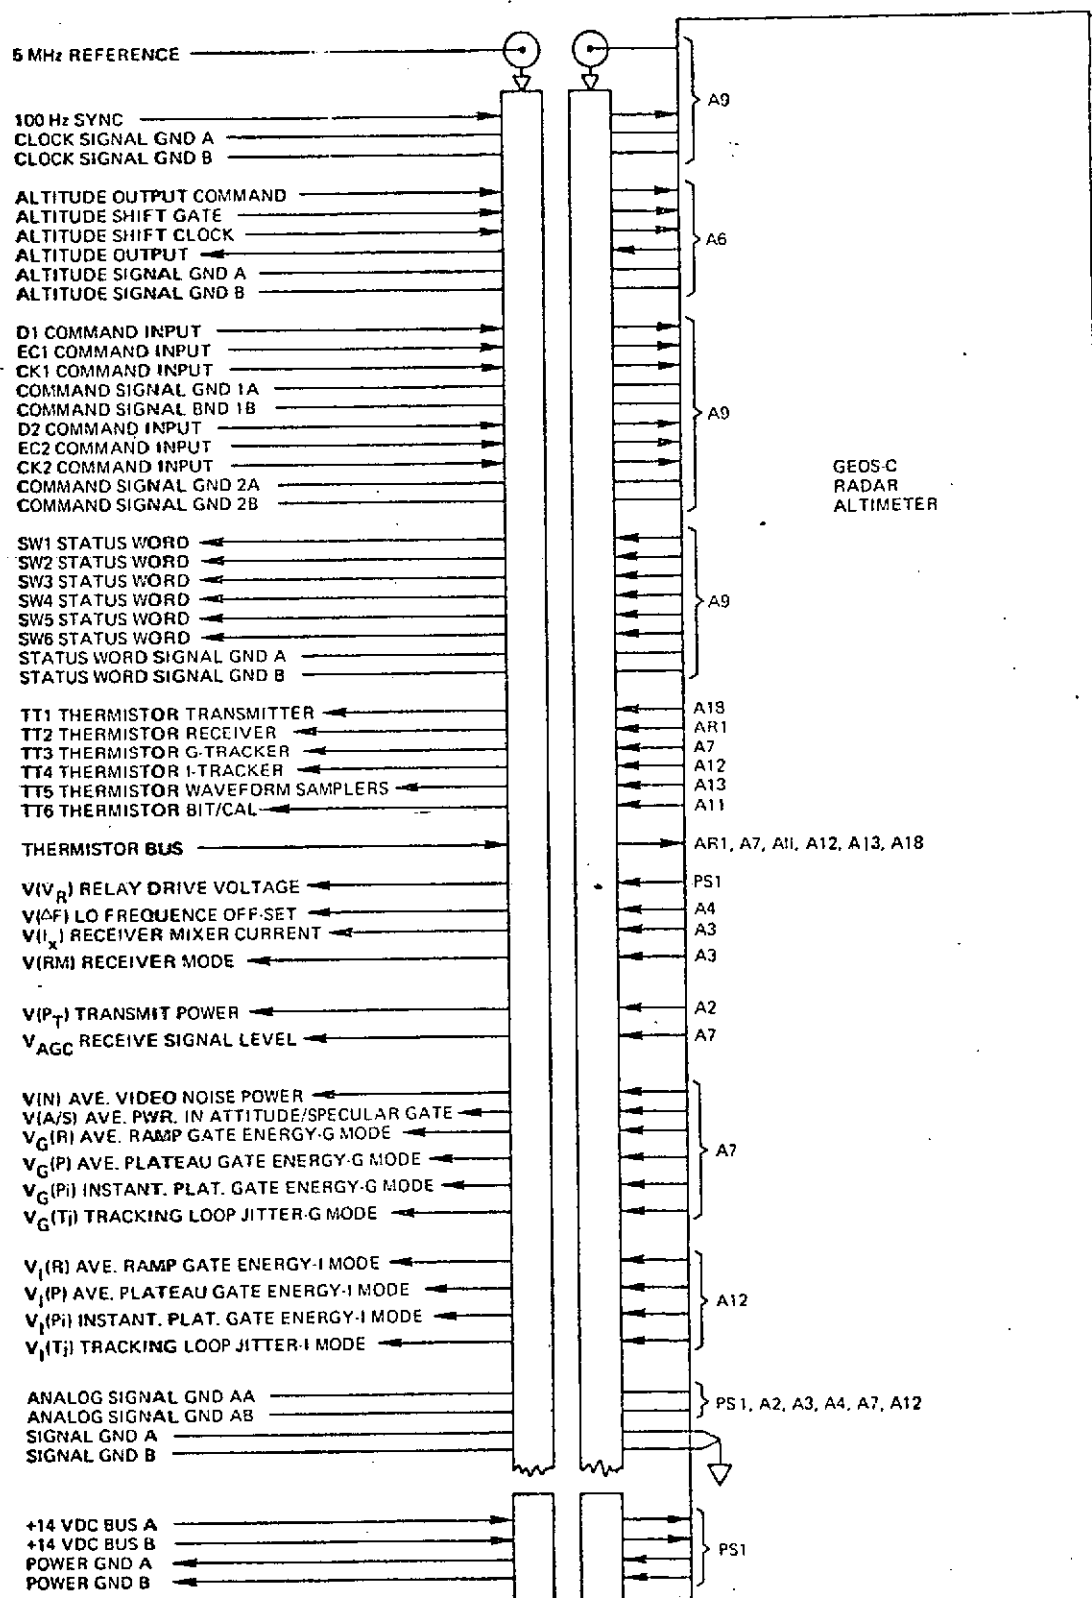 5 MHz REFERENCE
A9
100 Hz SYNC
CLOCK SIGNAL GND A
CLOCK SIGNAL GND B
ALTITUDE OUTPUT COMMAND
ALTITUDE SHIFT GATE
ALTITUDE SHIFT CLOCK
A6
ALTITUDE OUTPUT
ALTITUDE SIGNAL GND A
ALTITUDE SIGNAL GND B
D1 COMMAND INPUT
EC1 COMMAND INPUT
CK1 COMMAND INPUT
COMMAND SIGNAL GND 1A
COMMAND SIGNAL BND 1B
A9
D2 COMMAND INPUT
EC2 COMMAND INPUT
CK2 COMMAND INPUT
COMMAND SIGNAL GND 2A
COMMAND SIGNAL GND 2B
GEOS-C
RADAR
ALTIMETER
SW1 STATUS WORD
SW2 STATUS WORD
SW3 STATUS WORD
SW4 STATUS WORD
A9
SW5 STATUS WORD
SW6 STATUS WORD
STATUS WORD SIGNAL GND A
STATUS WORD SIGNAL GND B
TT1 THERMISTOR TRANSMITTER A18
TT2 THERMISTOR RECEIVER AR1
TT3 THERMISTOR G-TRACKER A7
TT4 THERMISTOR I-TRACKER A12
TT5 THERMISTOR WAVEFORM SAMPLERS A13
TT6 THERMISTOR BIT/CAL A11
THERMISTOR BUS AR1, A7, AII, A12, A13, A18
V(VR) RELAY DRIVE VOLTAGE PS1
V(ΔF) LO FREQUENCE OFF-SET A4
V(Ix) RECEIVER MIXER CURRENT A3
V(RM) RECEIVER MODE A3
V(PT) TRANSMIT POWER A2
VAGC RECEIVE SIGNAL LEVEL A7
V(N) AVE. VIDEO NOISE POWER
V(A/S) AVE. PWR. IN ATTITUDE/SPECULAR GATE
VG(R) AVE. RAMP GATE ENERGY-G MODE
A7
VG(P) AVE. PLATEAU GATE ENERGY-G MODE
VG(Pi) INSTANT. PLAT. GATE ENERGY-G MODE
VG(Tj) TRACKING LOOP JITTER-G MODE
VI(R) AVE. RAMP GATE ENERGY-I MODE
VI(P) AVE. PLATEAU GATE ENERGY-I MODE
A12
VI(Pi) INSTANT. PLAT. GATE ENERGY-I MODE
VI(Tj) TRACKING LOOP JITTER-I MODE
ANALOG SIGNAL GND AA
PS1, A2, A3, A4, A7, A12
ANALOG SIGNAL GND AB
SIGNAL GND A
SIGNAL GND B
+14 VDC BUS A
+14 VDC BUS B
PS1
POWER GND A
POWER GND B